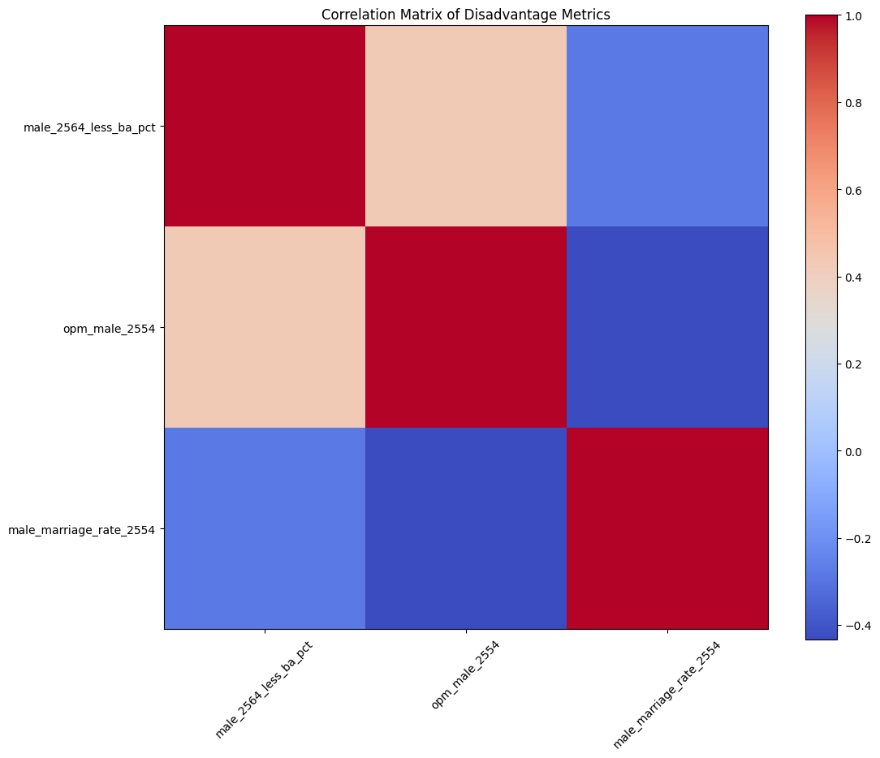 Correlation Matrix of Disadvantage Metrics
male_2564_less_ba_pct
opm_male_2554
male_marriage_rate_2554
male_2564_less_ba_pct
opm_male_2554
male_marriage_rate_2554
1.0
0.8
0.6
0.4
0.2
0.0
−0.2
−0.4